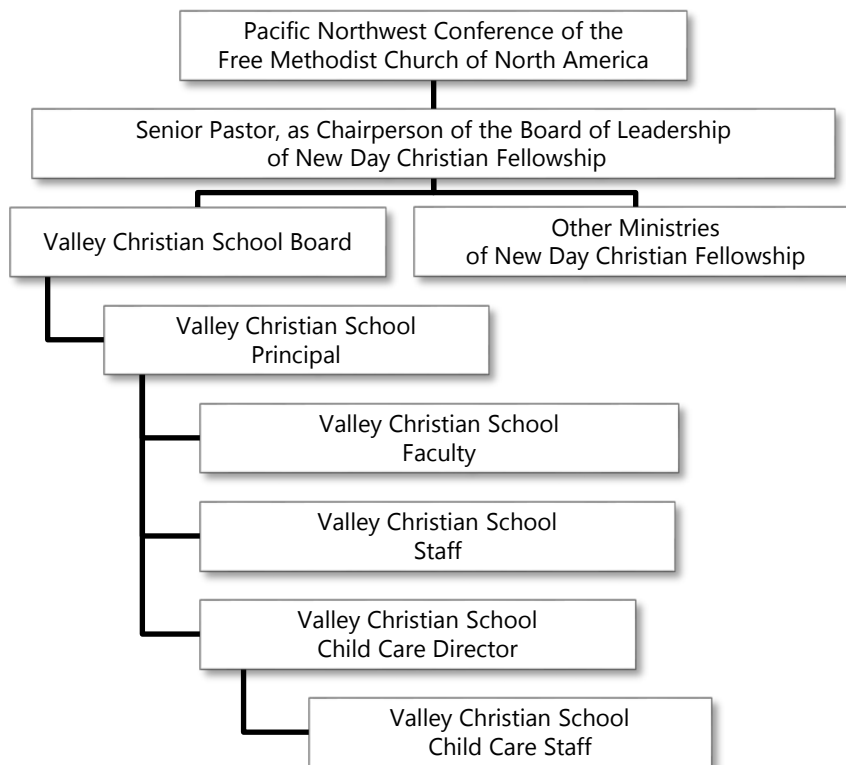 Pacific Northwest Conference of the
Free Methodist Church of North America
Senior Pastor, as Chairperson of the Board of Leadership
of New Day Christian Fellowship
Valley Christian School Board
Other Ministries
of New Day Christian Fellowship
Valley Christian School
Principal
Valley Christian School
Faculty
Valley Christian School
Staff
Valley Christian School
Child Care Director
Valley Christian School
Child Care Staff